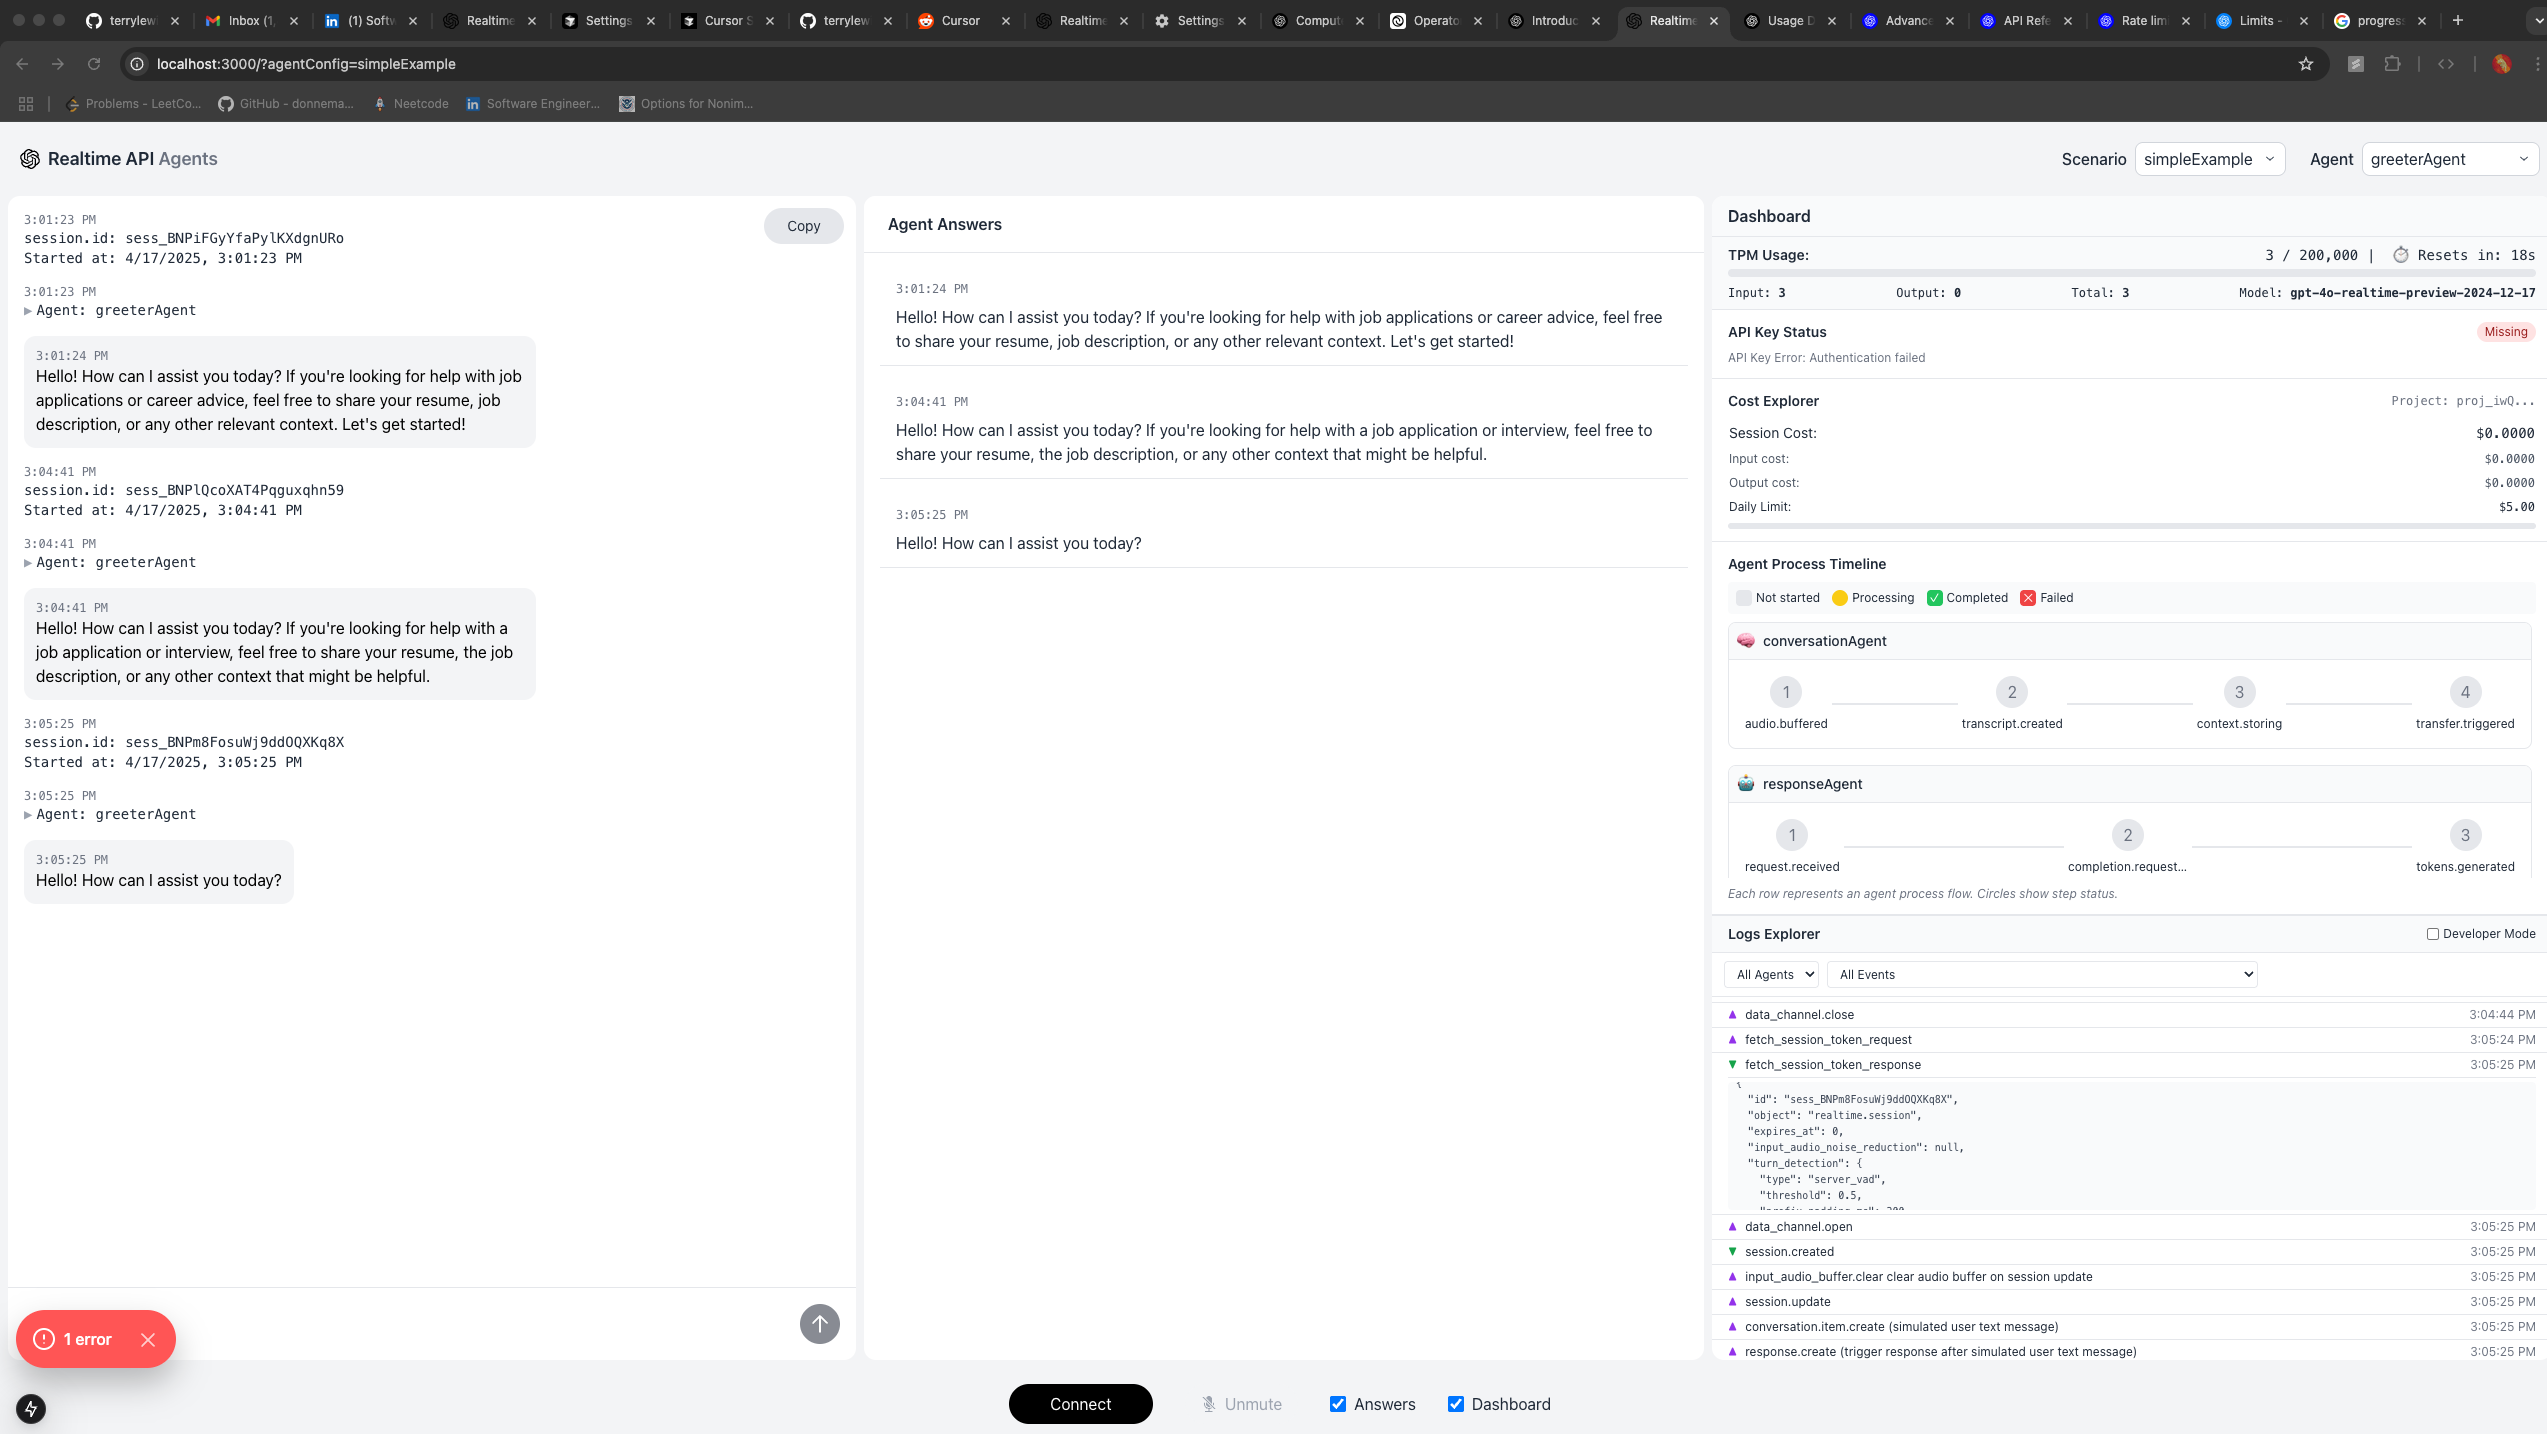 terrylew
Inbox (1,
(1) Softw
Realtime
Settings
Cursor S
terrylew
Cursor
Realtime
Settings
Comput
Operato
Introduc
Realtime
Usage D
Advance
API Refe
Rate lim
Limits -
progres
localhost:3000/?agentConfig=simpleExample
Problems - LeetCo...
GitHub - donnema...
Neetcode
Software Engineer...
Options for Nonim...
Realtime API Agents
Scenario simpleExample Agent greeterAgent
3:01:23 PM
session.id: sess_BNPiFGyYfaPylKXdgnURo
Started at: 4/17/2025, 3:01:23 PM
Copy
3:01:23 PM
▶ Agent: greeterAgent
3:01:24 PM
Hello! How can I assist you today? If you're looking for help with job
applications or career advice, feel free to share your resume, job
description, or any other relevant context. Let's get started!
3:04:41 PM
session.id: sess_BNPlQcoXAT4Pqguxqhn59
Started at: 4/17/2025, 3:04:41 PM
3:04:41 PM
▶ Agent: greeterAgent
3:04:41 PM
Hello! How can I assist you today? If you're looking for help with a
job application or interview, feel free to share your resume, the job
description, or any other context that might be helpful.
3:05:25 PM
session.id: sess_BNPm8FosuWj9ddOQXKq8X
Started at: 4/17/2025, 3:05:25 PM
3:05:25 PM
▶ Agent: greeterAgent
3:05:25 PM
Hello! How can I assist you today?
1 error
Agent Answers
3:01:24 PM
Hello! How can I assist you today? If you're looking for help with job applications or career advice, feel free
to share your resume, job description, or any other relevant context. Let's get started!
3:04:41 PM
Hello! How can I assist you today? If you're looking for help with a job application or interview, feel free to
share your resume, the job description, or any other context that might be helpful.
3:05:25 PM
Hello! How can I assist you today?
Dashboard
TPM Usage: 3 / 200,000 | Resets in: 18s
Input: 3 Output: 0 Total: 3 Model: gpt-4o-realtime-preview-2024-12-17
API Key Status Missing
API Key Error: Authentication failed
Cost Explorer Project: proj_iwQ...
Session Cost: $0.0000
Input cost: $0.0000
Output cost: $0.0000
Daily Limit: $5.00
Agent Process Timeline
Not started Processing Completed Failed
conversationAgent
1 2 3 4
audio.buffered transcript.created context.storing transfer.triggered
responseAgent
1 2 3
request.received completion.request... tokens.generated
Each row represents an agent process flow. Circles show step status.
Logs Explorer Developer Mode
All Agents All Events
▲ data_channel.close 3:04:44 PM
▲ fetch_session_token_request 3:05:24 PM
▼ fetch_session_token_response 3:05:25 PM
{
"id": "sess_BNPm8FosuWj9ddOQXKq8X",
"object": "realtime.session",
"expires_at": 0,
"input_audio_noise_reduction": null,
"turn_detection": {
"type": "server_vad",
"threshold": 0.5,
"prefix_padding_ms": 300
▲ data_channel.open 3:05:25 PM
▼ session.created 3:05:25 PM
▲ input_audio_buffer.clear clear audio buffer on session update 3:05:25 PM
▲ session.update 3:05:25 PM
▲ conversation.item.create (simulated user text message) 3:05:25 PM
▲ response.create (trigger response after simulated user text message) 3:05:25 PM
Connect Unmute Answers Dashboard